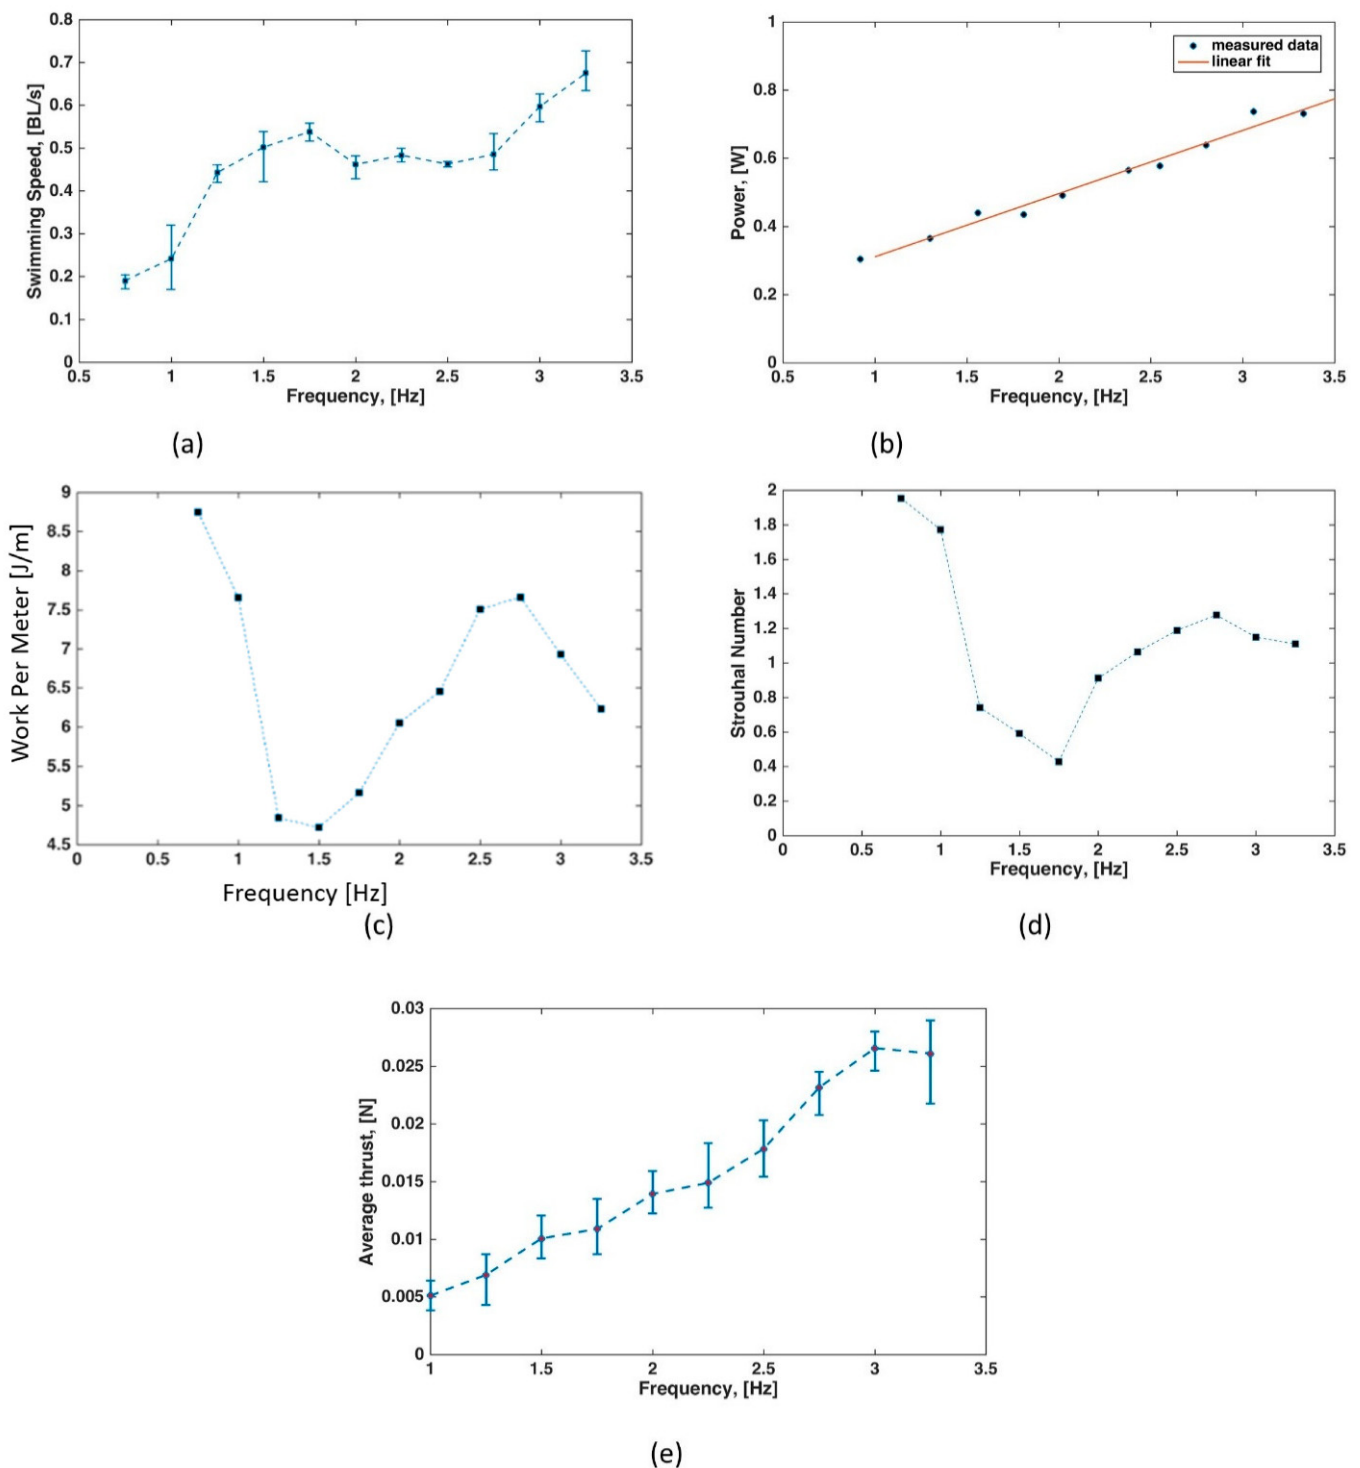 0.8
0.7
0.6
0.5
0.4
0.3
0.2
0.1
0
Swimming Speed, [BL/s]
0.5 1 1.5 2 2.5 3 3.5
Frequency, [Hz]
(a)
1
0.8
0.6
0.4
0.2
0
Power, [W]
measured data
linear fit
0.5 1 1.5 2 2.5 3 3.5
Frequency, [Hz]
(b)
9
8.5
8
7.5
7
6.5
6
5.5
5
4.5
Work Per Meter [J/m]
0 0.5 1 1.5 2 2.5 3 3.5
Frequency [Hz]
(c)
2
1.8
1.6
1.4
1.2
1
0.8
0.6
0.4
0.2
0
Strouhal Number
0 0.5 1 1.5 2 2.5 3 3.5
Frequency, [Hz]
(d)
0.03
0.025
0.02
0.015
0.01
0.005
0
Average thrust, [N]
1 1.5 2 2.5 3 3.5
Frequency, [Hz]
(e)